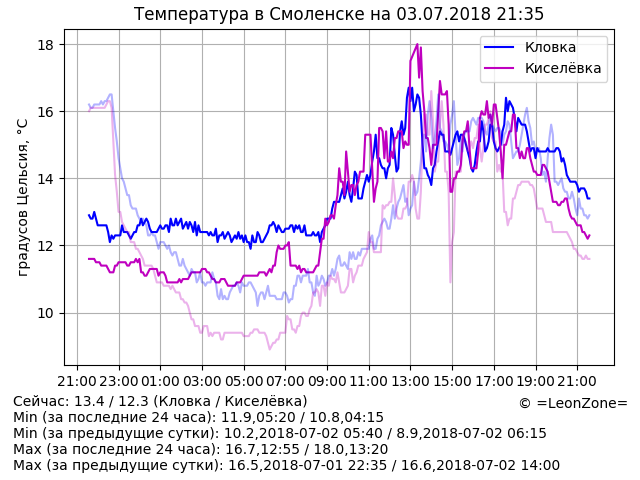 Температура в Смоленске на 03.07.2018 21:35
градусов Цельсия, °C
18
16
14
12
10
Кловка
Киселёвка
21:00 23:00 01:00 03:00 05:00 07:00 09:00 11:00 13:00 15:00 17:00 19:00 21:00
Сейчас: 13.4 / 12.3 (Кловка / Киселёвка)
© =LeonZone=
Min (за последние 24 часа): 11.9,05:20 / 10.8,04:15
Min (за предыдущие сутки): 10.2,2018-07-02 05:40 / 8.9,2018-07-02 06:15
Max (за последние 24 часа): 16.7,12:55 / 18.0,13:20
Max (за предыдущие сутки): 16.5,2018-07-01 22:35 / 16.6,2018-07-02 14:00